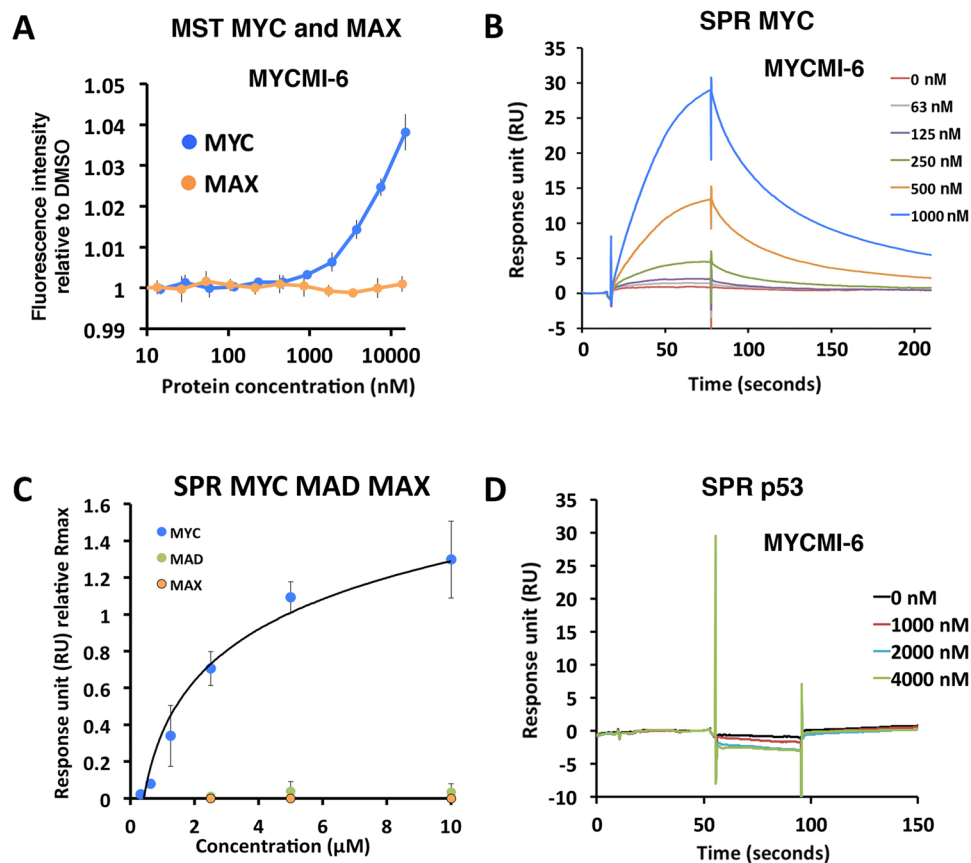 A
MST MYC and MAX
MYCMI-6
Fluorescence intensity
relative to DMSO
1.05
1.04
1.03
1.02
1.01
1
0.99
MYC
MAX
10
100
1000
10000
Protein concentration (nM)
B
SPR MYC
MYCMI-6
Response unit (RU)
35
30
25
20
15
10
5
0
-5
0 nM
63 nM
125 nM
250 nM
500 nM
1000 nM
0
50
100
150
200
Time (seconds)
C
SPR MYC MAD MAX
Response unit (RU) relative Rmax
1.6
1.4
1.2
1
0.8
0.6
0.4
0.2
0
MYC
MAD
MAX
0
2
4
6
8
10
Concentration (µM)
D
SPR p53
MYCMI-6
Response unit (RU)
35
30
25
20
15
10
5
0
-5
-10
0 nM
1000 nM
2000 nM
4000 nM
0
50
100
150
Time (seconds)